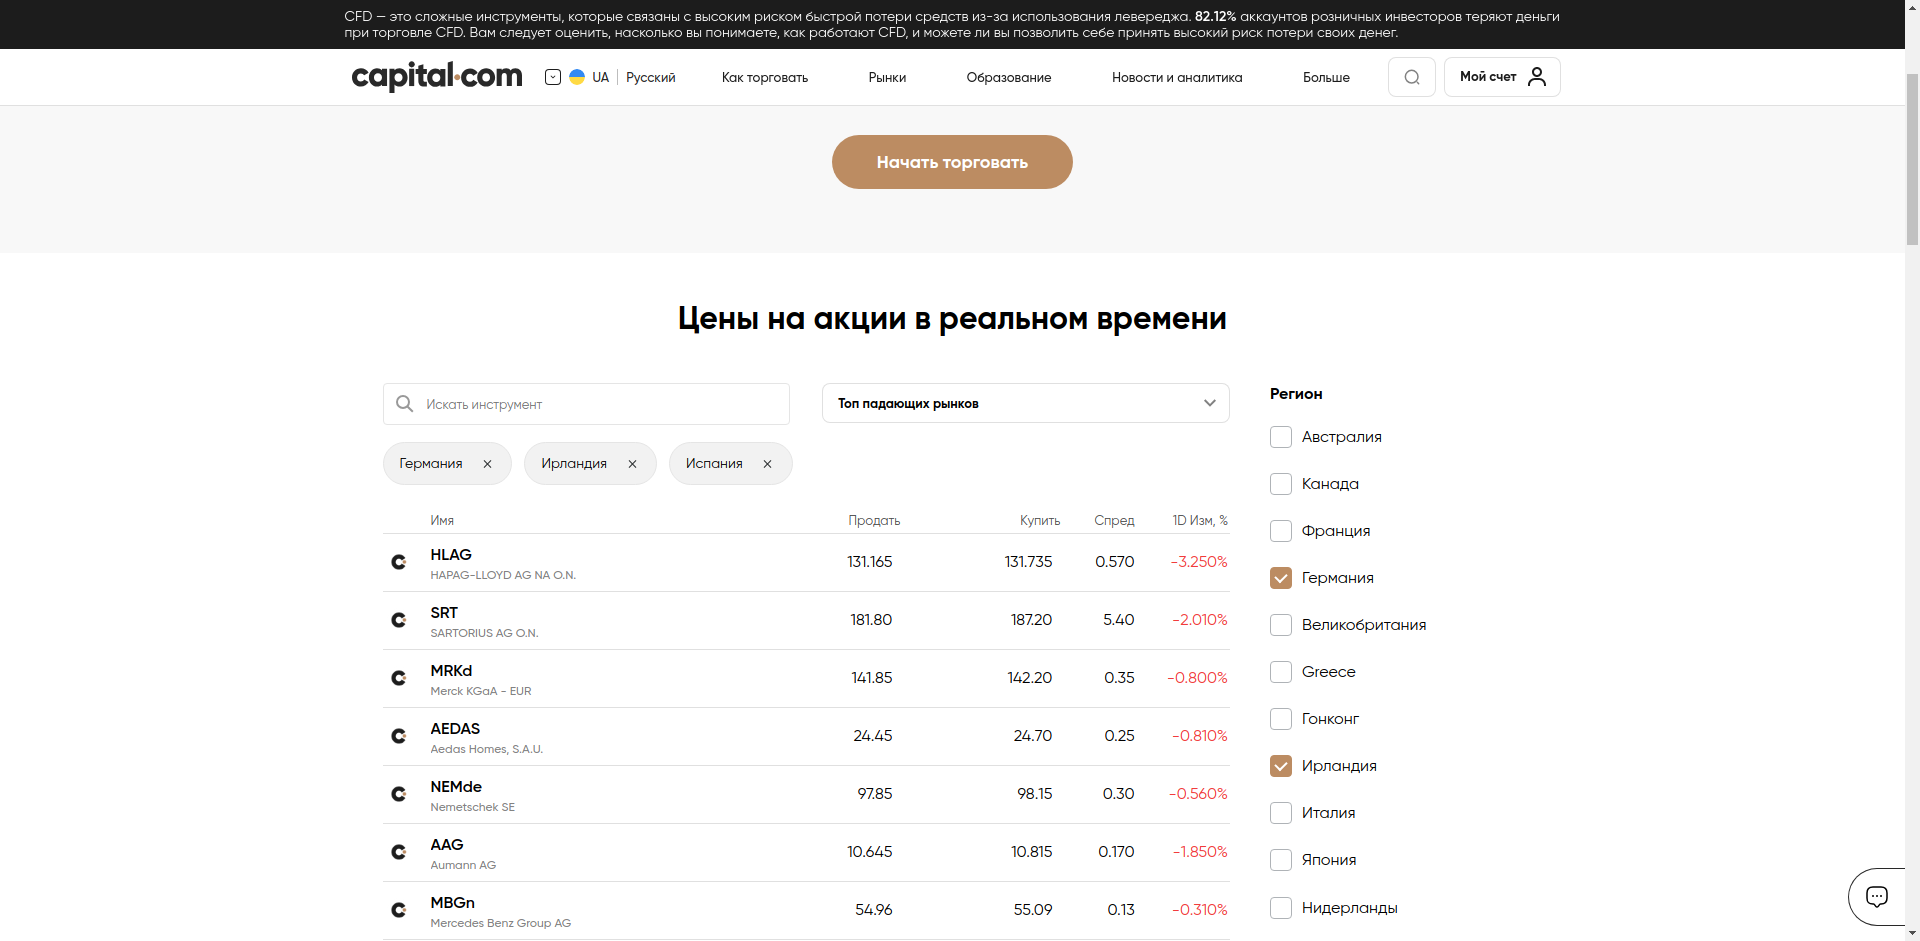 CFD — это сложные инструменты, которые связаны с высоким риском быстрой потери средств из-за использования левереджа. 82.12% аккаунтов розничных инвесторов теряют деньги
при торговле CFD. Вам следует оценить, насколько вы понимаете, как работают CFD, и можете ли вы позволить себе принять высокий риск потери своих денег.
capital.com UA Русский Как торговать Рынки Образование Новости и аналитика Больше Мой счет
Начать торговать
Цены на акции в реальном времени
Искать инструмент
Топ падающих рынков
Германия Ирландия Испания
Имя Продать Купить Спред 1D Изм, %
HLAG 131.165 131.735 0.570 -3.250%
HAPAG-LLOYD AG NA O.N.
SRT 181.80 187.20 5.40 -2.010%
SARTORIUS AG O.N.
MRKd 141.85 142.20 0.35 -0.800%
Merck KGaA - EUR
AEDAS 24.45 24.70 0.25 -0.810%
Aedas Homes, S.A.U.
NEMde 97.85 98.15 0.30 -0.560%
Nemetschek SE
AAG 10.645 10.815 0.170 -1.850%
Aumann AG
MBGn 54.96 55.09 0.13 -0.310%
Mercedes Benz Group AG
Регион
Австралия
Канада
Франция
Германия
Великобритания
Greece
Гонконг
Ирландия
Италия
Япония
Нидерланды